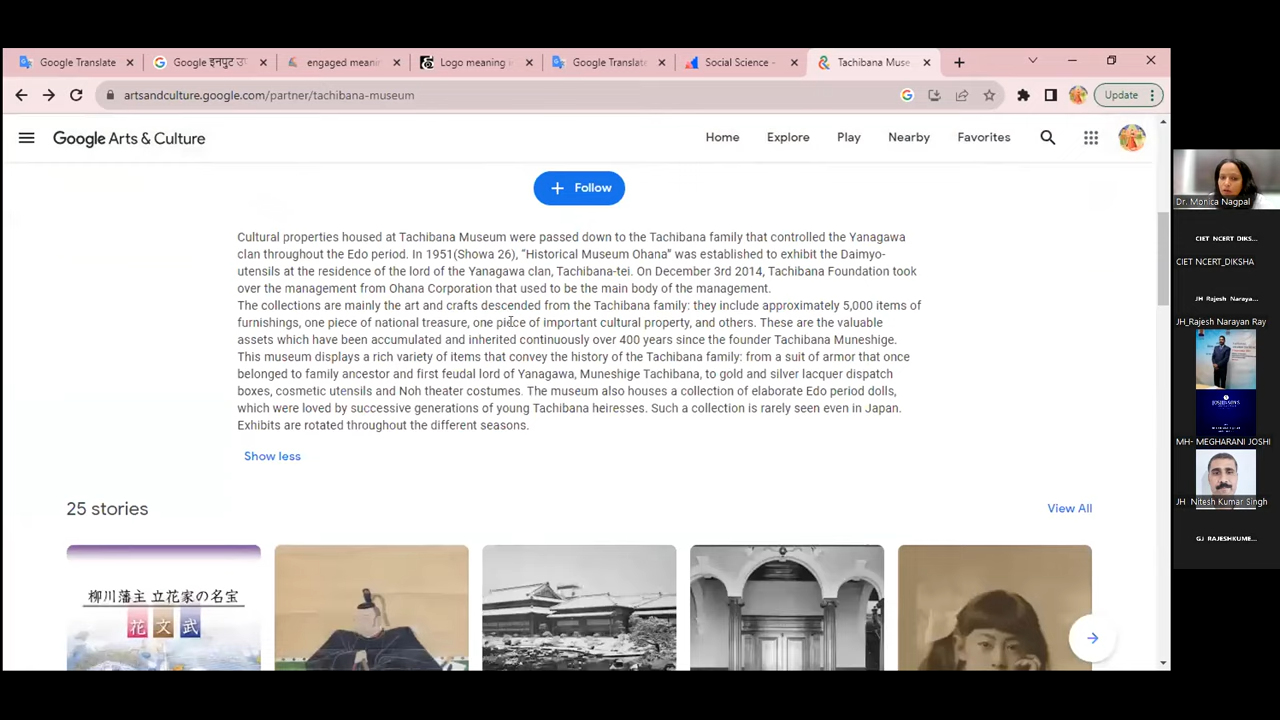 Google Translate
Google इनपुट उप
engaged meani
Logo meaning i
Google Translate
Social Science -
Tachibana Muse
artsandculture.google.com/partner/tachibana-museum
Update
Google Arts & Culture
Home
Explore
Play
Nearby
Favorites
Follow
Cultural properties housed at Tachibana Museum were passed down to the Tachibana family that controlled the Yanagawa
clan throughout the Edo period. In 1951(Showa 26), “Historical Museum Ohana” was established to exhibit the Daimyo-
utensils at the residence of the lord of the Yanagawa clan, Tachibana-tei. On December 3rd 2014, Tachibana Foundation took
over the management from Ohana Corporation that used to be the main body of the management.
The collections are mainly the art and crafts descended from the Tachibana family: they include approximately 5,000 items of
furnishings, one piece of national treasure, one piece of important cultural property, and others. These are the valuable
assets which have been accumulated and inherited continuously over 400 years since the founder Tachibana Muneshige.
This museum displays a rich variety of items that convey the history of the Tachibana family: from a suit of armor that once
belonged to family ancestor and first feudal lord of Yanagawa, Muneshige Tachibana, to gold and silver lacquer dispatch
boxes, cosmetic utensils and Noh theater costumes. The museum also houses a collection of elaborate Edo period dolls,
which were loved by successive generations of young Tachibana heiresses. Such a collection is rarely seen even in Japan.
Exhibits are rotated throughout the different seasons.
Show less
25 stories
View All
柳川藩主 立花家の名宝
花 文 武
Dr. Monica Nagpal
CIET NCERT DIKS...
CIET NCERT_DIKSHA
JH Rajesh Naraya...
JH_Rajesh Narayan Ray
MH- MEGHARANI JOSHI
JH Nitesh Kumar Singh
GJ RAJESHKUME...